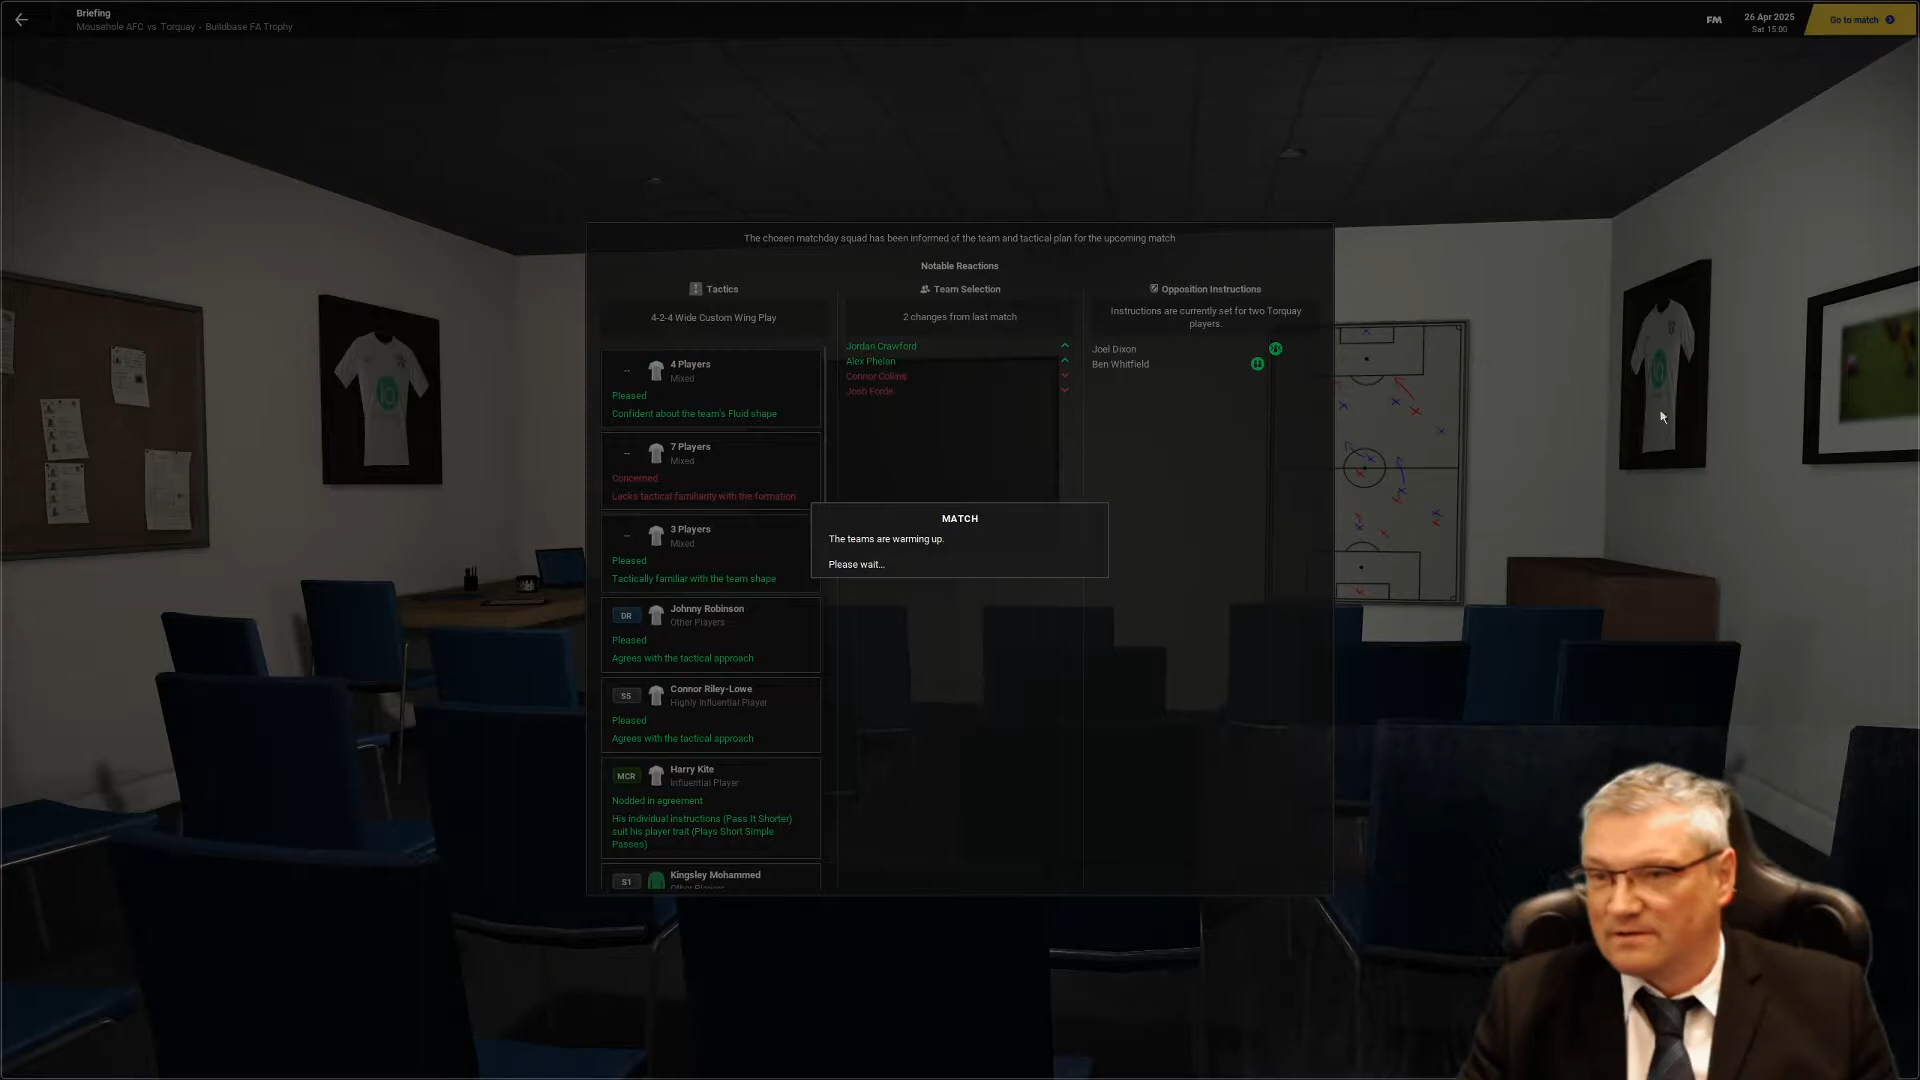 Briefing
Mousehole AFC vs Torquay - Buildbase FA Trophy
FM
26 Apr 2025
Sat 15:00
Go to match
The chosen matchday squad has been informed of the team and tactical plan for the upcoming match
Notable Reactions
Tactics
4-2-4 Wide Custom Wing Play
-- 4 Players
Mixed
Pleased
Confident about the team's Fluid shape
-- 7 Players
Mixed
Concerned
Lacks tactical familiarity with the formation
-- 3 Players
Mixed
Pleased
Tactically familiar with the team shape
DR Johnny Robinson
Other Players
Pleased
Agrees with the tactical approach
S5 Connor Riley-Lowe
Highly Influential Player
Pleased
Agrees with the tactical approach
MCR Harry Kite
Influential Player
Nodded in agreement
His individual instructions (Pass It Shorter)
suit his player trait (Plays Short Simple
Passes)
S1 Kingsley Mohammed
Other Players
Team Selection
2 changes from last match
Jordan Crawford
Alex Phelan
Connor Collins
Josh Forde
Opposition Instructions
Instructions are currently set for two Torquay
players.
Joel Dixon
Ben Whitfield
MATCH
The teams are warming up.
Please wait...